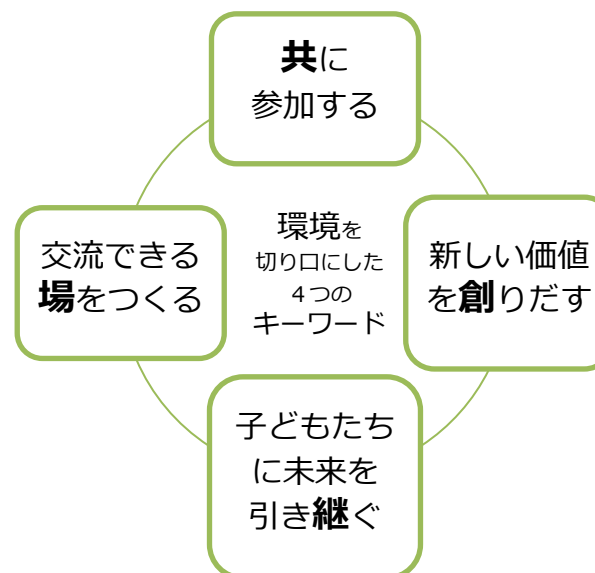 共に
参加する
交流できる
場をつくる
環境を
切り口にした
４つの
キーワード
新しい価値
を創りだす
子どもたち
に未来を
引き継ぐ